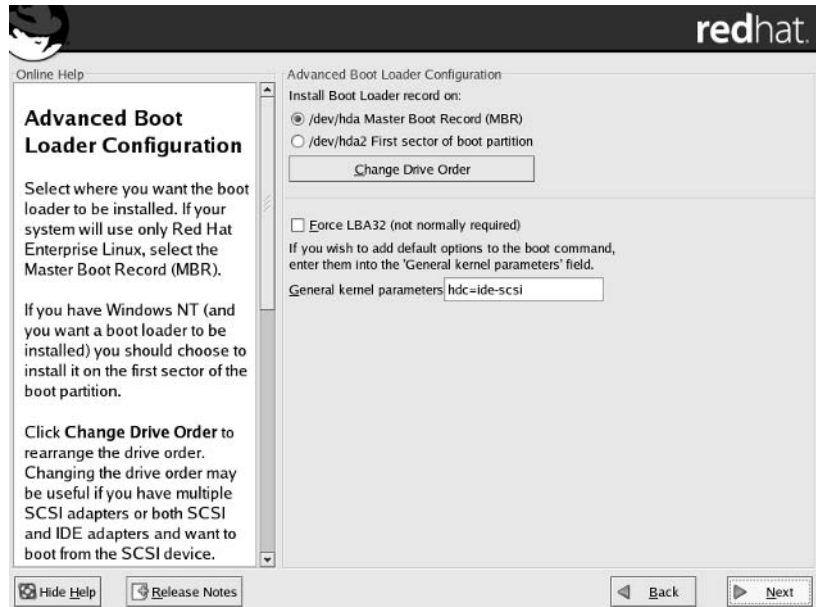 redhat.
Online Help
Advanced Boot
Loader Configuration
Select where you want the boot
loader to be installed. If your
system will use only Red Hat
Enterprise Linux, select the
Master Boot Record (MBR).
If you have Windows NT (and
you want a boot loader to be
installed) you should choose to
install it on the first sector of the
boot partition.
Click Change Drive Order to
rearrange the drive order.
Changing the drive order may
be useful if you have multiple
SCSI adapters or both SCSI
and IDE adapters and want to
boot from the SCSI device.
Advanced Boot Loader Configuration
Install Boot Loader record on:
/dev/hda Master Boot Record (MBR)
/dev/hda2 First sector of boot partition
Change Drive Order
Force LBA32 (not normally required)
If you wish to add default options to the boot command,
enter them into the 'General kernel parameters' field.
General kernel parameters hdc=ide-scsi
Hide Help
Release Notes
Back
Next